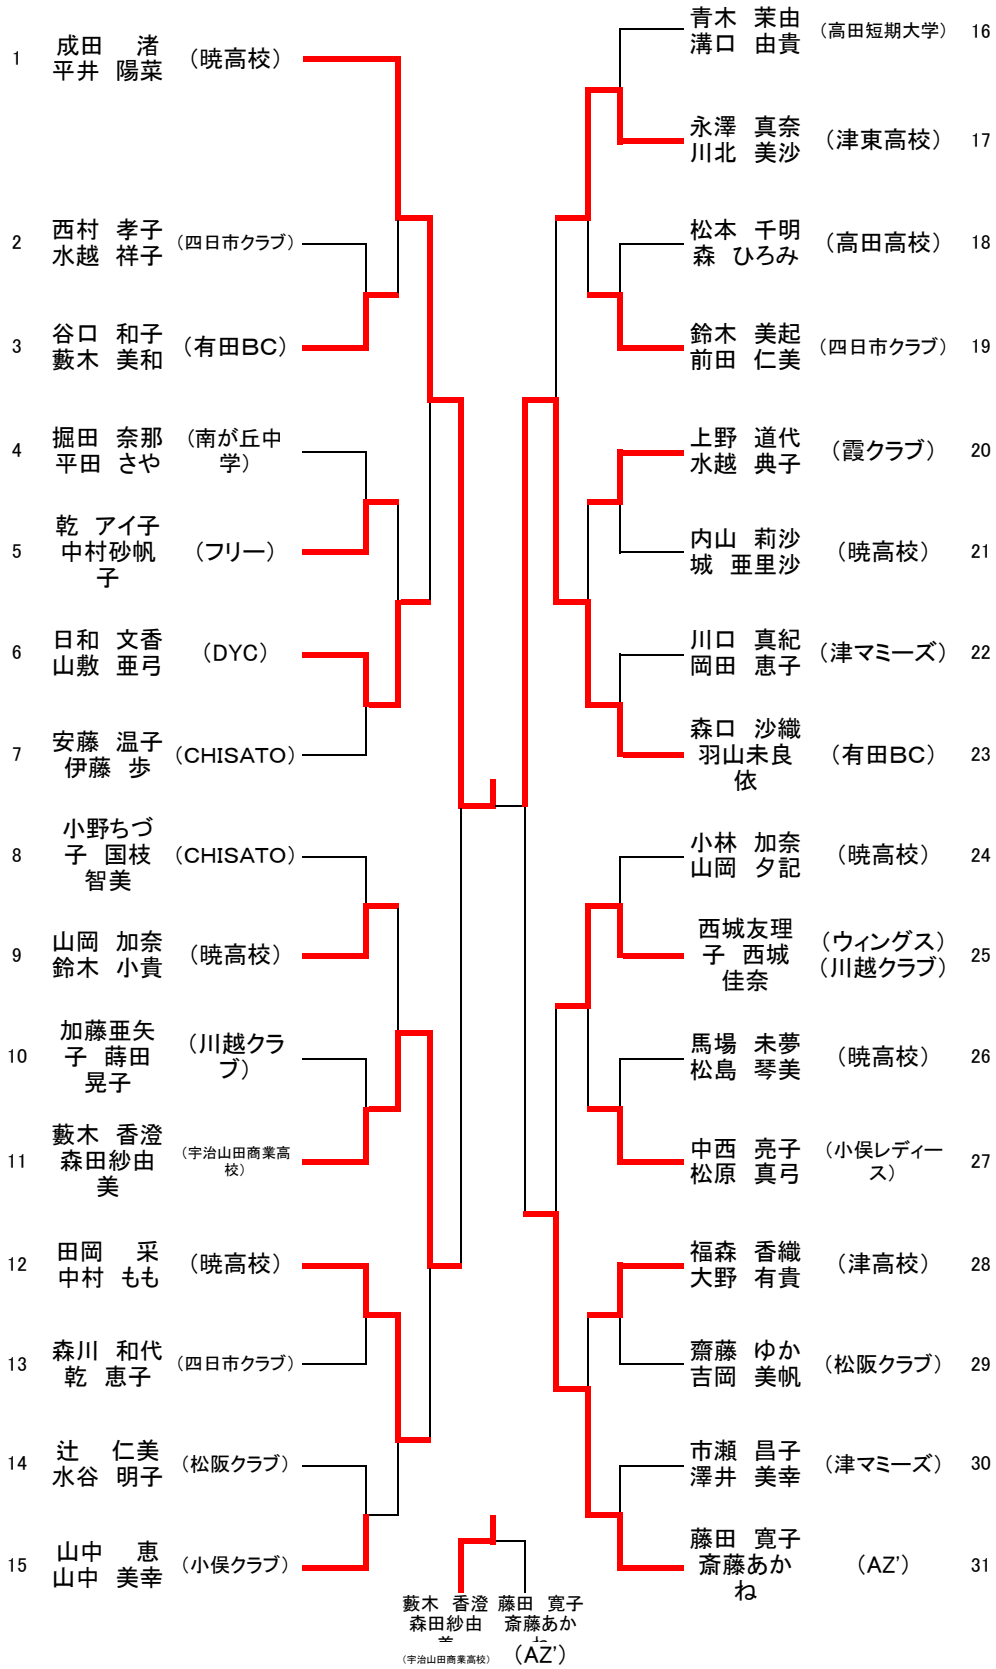 1
成田　渚
平井　陽菜
(暁高校)
2
西村　孝子
水越　祥子
(四日市クラブ)
3
谷口　和子
藪木　美和
(有田BC)
4
掘田　奈那
平田　さや
(南が丘中
学)
5
乾　アイ子
中村砂帆
子
(フリー)
6
日和　文香
山敷　亜弓
(DYC)
7
安藤　温子
伊藤　歩
(CHISATO)
8
小野ちづ
子　国枝
智美
(CHISATO)
9
山岡　加奈
鈴木　小貴
(暁高校)
10
加藤亜矢
子　蒔田
晃子
(川越クラ
ブ)
11
藪木　香澄
森田紗由
美
(宇治山田商業高
校)
12
田岡　采
中村　もも
(暁高校)
13
森川　和代
乾　恵子
(四日市クラブ)
14
辻　仁美
水谷　明子
(松阪クラブ)
15
山中　恵
山中　美幸
(小俣クラブ)
青木　茉由
溝口　由貴
(高田短期大学)
16
永澤　真奈
川北　美沙
(津東高校)
17
松本　千明
森　ひろみ
(高田高校)
18
鈴木　美起
前田　仁美
(四日市クラブ)
19
上野　道代
水越　典子
(霞クラブ)
20
内山　莉沙
城　亜里沙
(暁高校)
21
川口　真紀
岡田　恵子
(津マミーズ)
22
森口　沙織
羽山未良
依
(有田BC)
23
小林　加奈
山岡　夕記
(暁高校)
24
西城友理
子　西城
佳奈
(ウィングス)
(川越クラブ)
25
馬場　未夢
松島　琴美
(暁高校)
26
中西　亮子
松原　真弓
(小俣レディー
ス)
27
福森　香織
大野　有貴
(津高校)
28
齋藤　ゆか
吉岡　美帆
(松阪クラブ)
29
市瀬　昌子
澤井　美幸
(津マミーズ)
30
藤田　寛子
斎藤あか
ね
(AZ')
31
藪木　香澄
森田紗由
(宇治山田商業高校)
藤田　寛子
斎藤あか
(AZ')